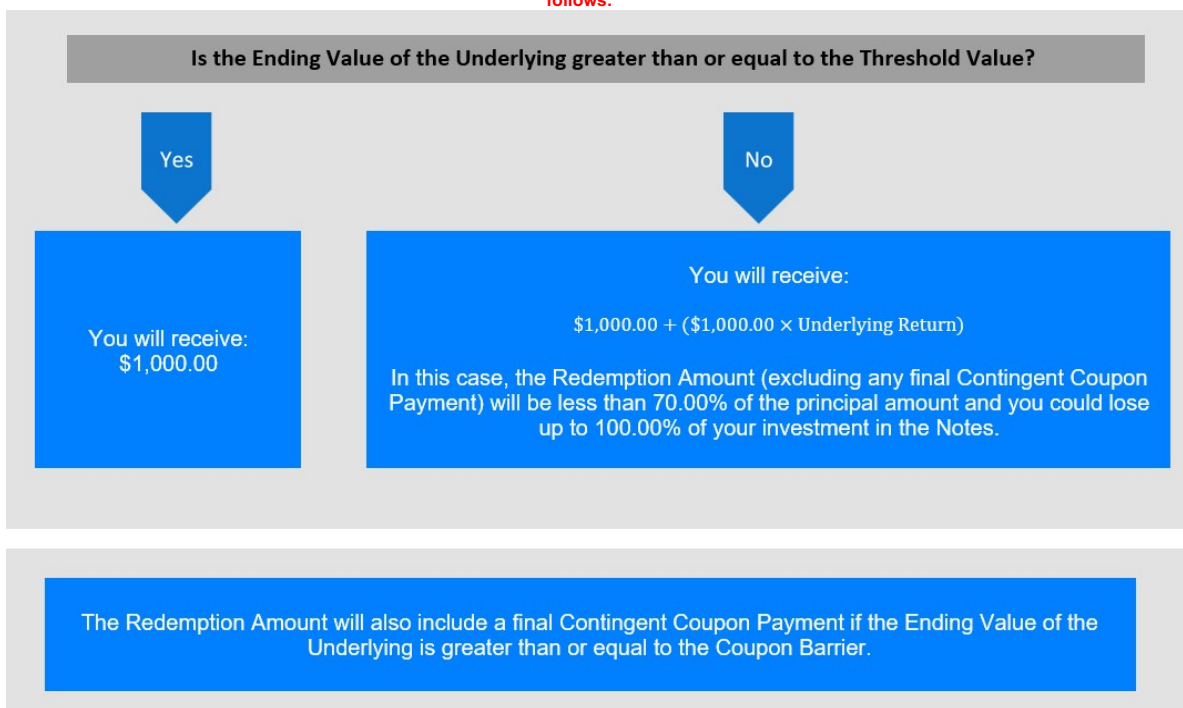 follows:
Is the Ending Value of the Underlying greater than or equal to the Threshold Value?
Yes
No
You will receive:
$1,000.00
You will receive:
$1,000.00 + ($1,000.00 × Underlying Return)
In this case, the Redemption Amount (excluding any final Contingent Coupon
Payment) will be less than 70.00% of the principal amount and you could lose
up to 100.00% of your investment in the Notes.
The Redemption Amount will also include a final Contingent Coupon Payment if the Ending Value of the
Underlying is greater than or equal to the Coupon Barrier.